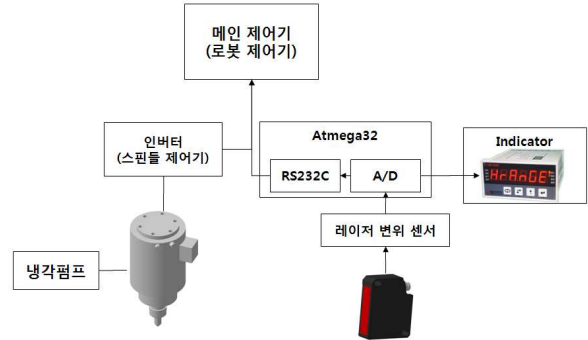 메인 제어기
(로봇 제어기)
인버터
(스핀들 제어기)
Atmega32
RS232C
A/D
Indicator
HrAnGE
레이저 변위 센서
냉각펌프